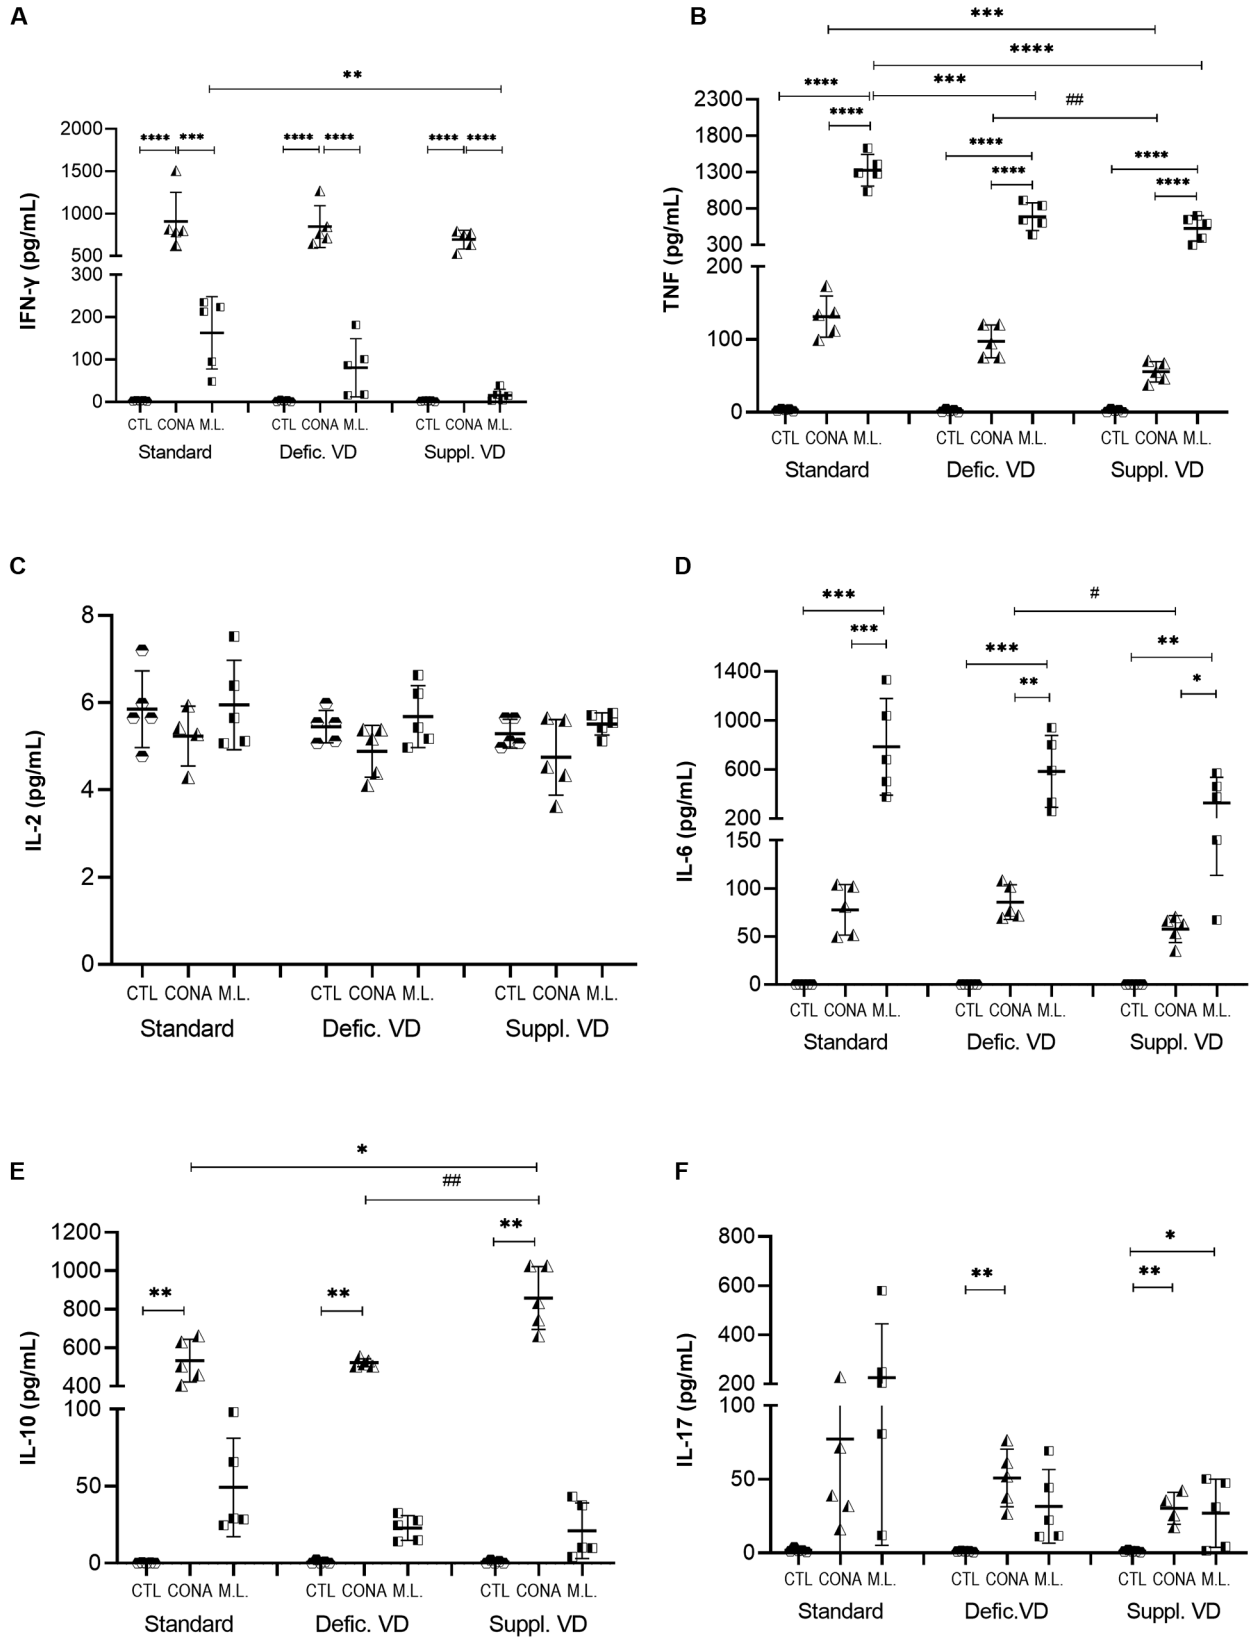 A
**
**** *** **** **** **** ****
IFN-γ (pg/mL)
2000
1500
1000
500
300
200
100
0
CTL CONA M.L. CTL CONA M.L. CTL CONA M.L.
Standard Defic. VD Suppl. VD
B
***
****
**** ***
##
****
**** ****
**** ****
TNF (pg/mL)
2300
1800
1300
800
300
200
100
0
CTL CONA M.L. CTL CONA M.L. CTL CONA M.L.
Standard Defic. VD Suppl. VD
C
IL-2 (pg/mL)
8
6
4
2
0
CTL CONA M.L. CTL CONA M.L. CTL CONA M.L.
Standard Defic. VD Suppl. VD
D
*** #
*** **
***
** *
IL-6 (pg/mL)
1400
1000
600
200
150
100
50
0
CTL CONA M.L. CTL CONA M.L. CTL CONA M.L.
Standard Defic. VD Suppl. VD
E
*
##
**
** **
IL-10 (pg/mL)
1200
1000
800
600
400
100
50
0
CTL CONA M.L. CTL CONA M.L. CTL CONA M.L.
Standard Defic. VD Suppl. VD
F
*
** **
IL-17 (pg/mL)
800
600
400
200
100
50
0
CTL CONA M.L. CTL CONA M.L. CTL CONA M.L.
Standard Defic.VD Suppl. VD